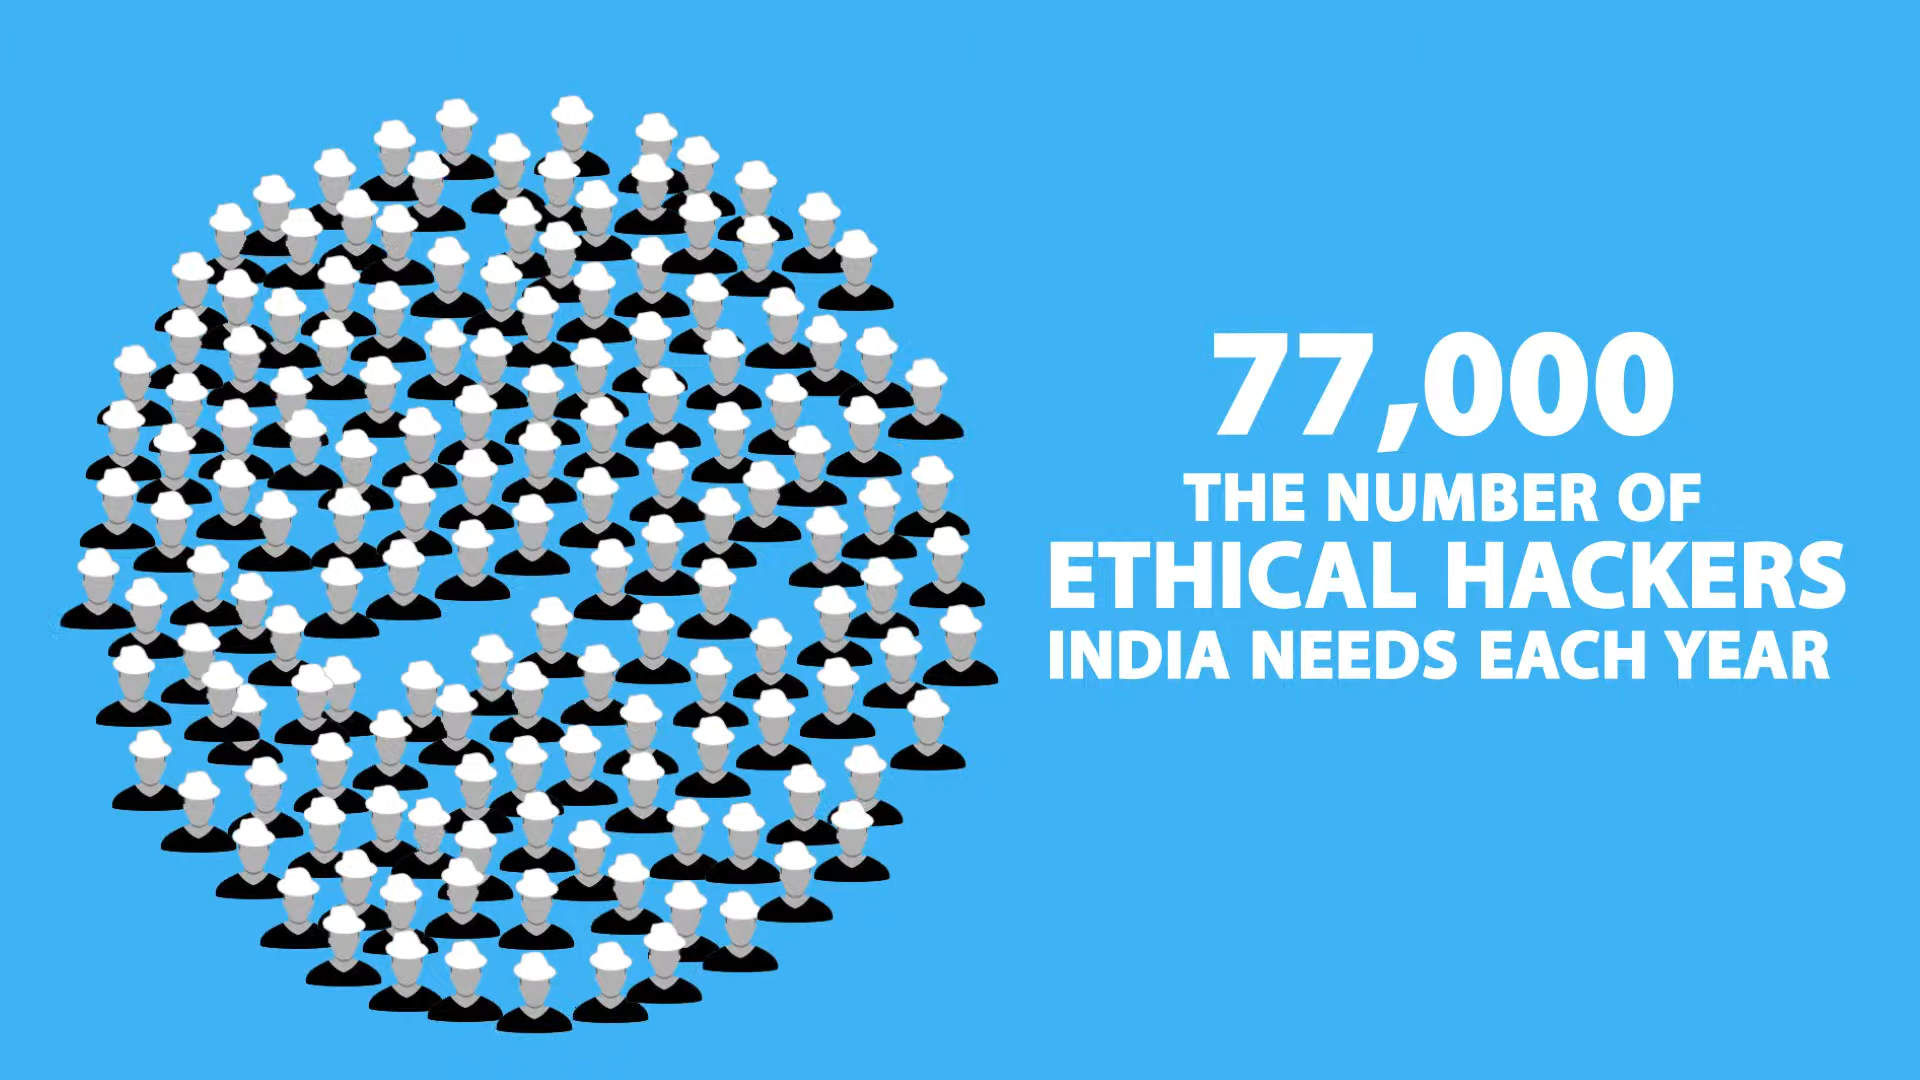 77,000
THE NUMBER OF
ETHICAL HACKERS
INDIA NEEDS EACH YEAR